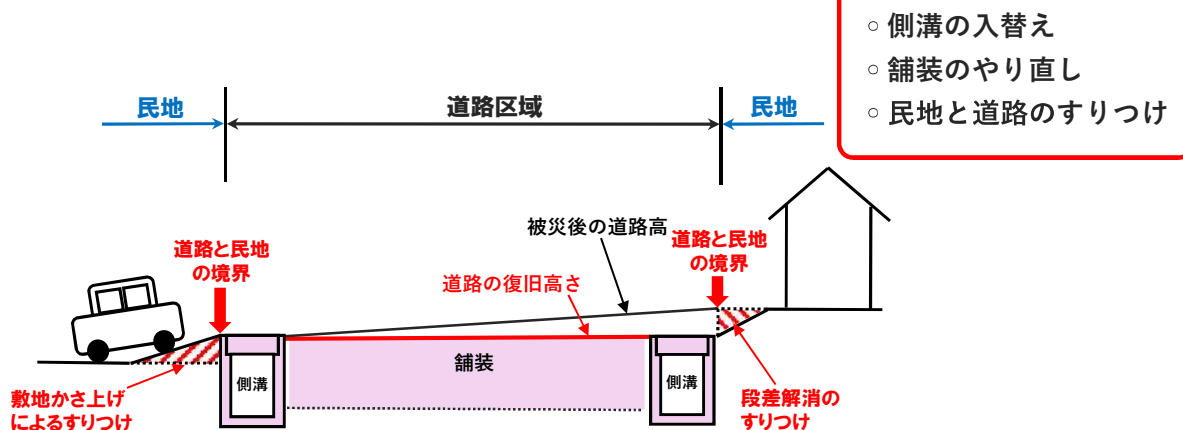 ◦ 側溝の入替え
◦ 舗装のやり直し
◦ 民地と道路のすりつけ
民地
道路区域
民地
被災後の道路高
道路と民地
の境界
道路と民地
の境界
道路の復旧高さ
舗装
側溝
側溝
敷地かさ上げ
によるすりつけ
段差解消の
すりつけ